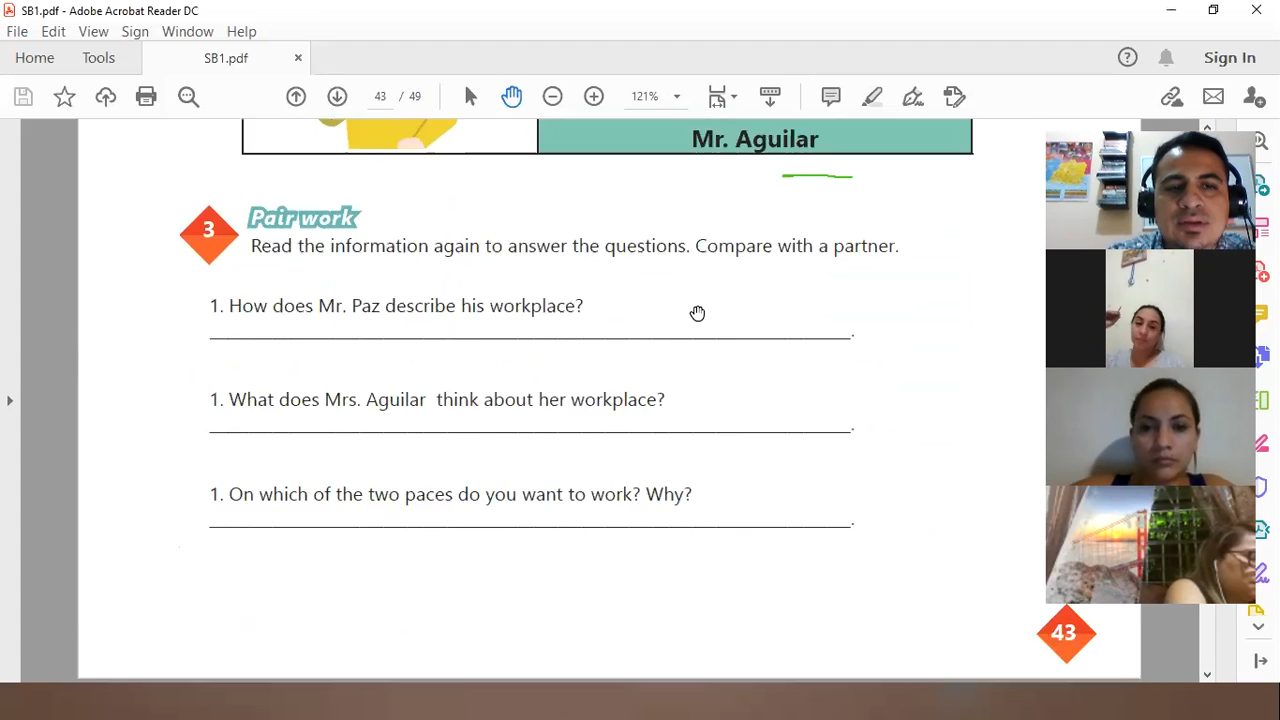 SB1.pdf - Adobe Acrobat Reader DC
File Edit View Sign Window Help
Home Tools SB1.pdf × Sign In
43 / 49 121%
Mr. Aguilar
3 Pair work
Read the information again to answer the questions. Compare with a partner.
1. How does Mr. Paz describe his workplace?
______.
1. What does Mrs. Aguilar think about her workplace?
______.
1. On which of the two paces do you want to work? Why?
______.
43